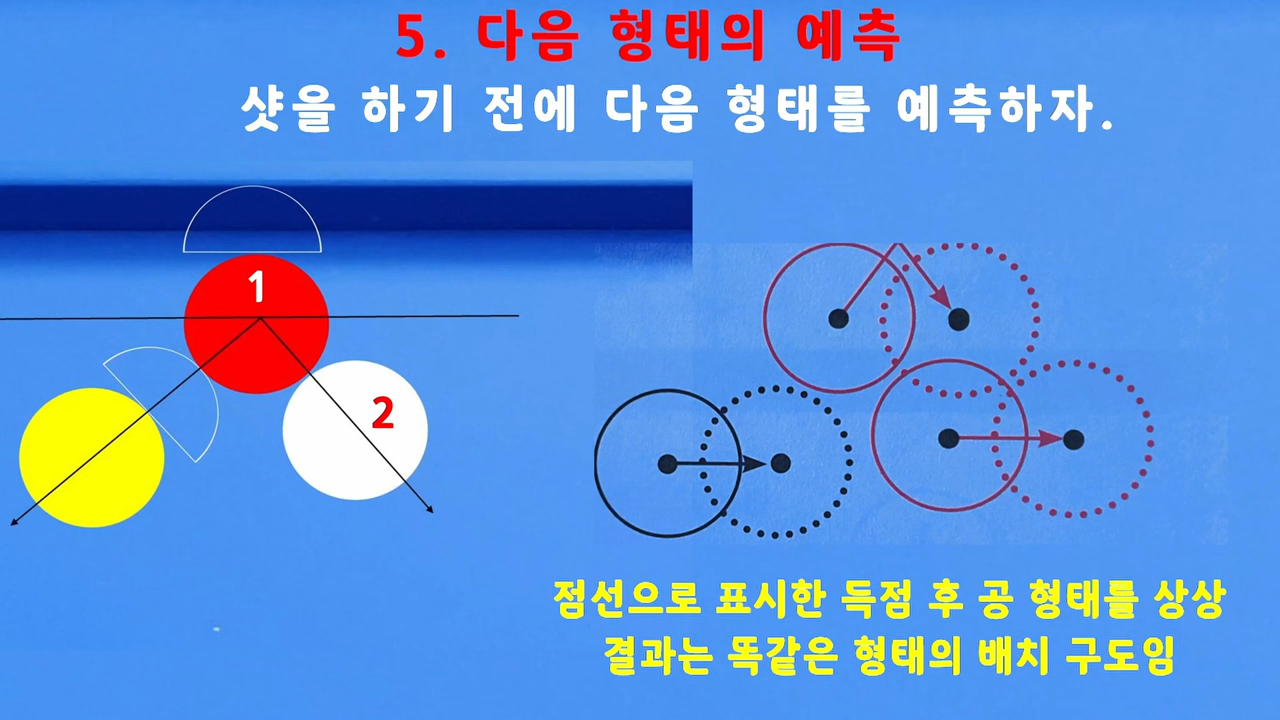 5. 다음 형태의 예측
샷을 하기 전에 다음 형태를 예측하자.
1
2
점선으로 표시한 득점 후 공 형태를 상상
결과는 똑같은 형태의 배치 구도임